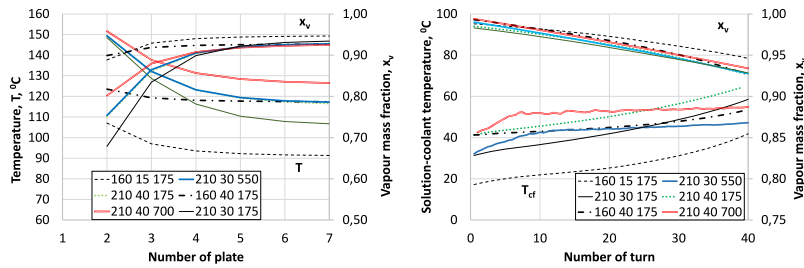 Temperature, T, ⁰C
160
150
140
130
120
110
100
90
80
70
60
1 2 3 4 5 6 7
Number of plate
1,00
0,90
0,80
0,70
0,60
0,50
Vapour mass fraction, xᵥ
xᵥ
T
160 15 175 210 30 550
210 40 175 160 40 175
210 40 700 210 30 175
Solution-coolant temperature, ⁰C
100
80
60
40
20
0
0 10 20 30 40
Number of turn
1,00
0,95
0,90
0,85
0,80
0,75
Vapour mass fraction, xᵥ
xᵥ
T_cf
160 15 175 210 30 550
210 30 175 210 40 175
160 40 175 210 40 700